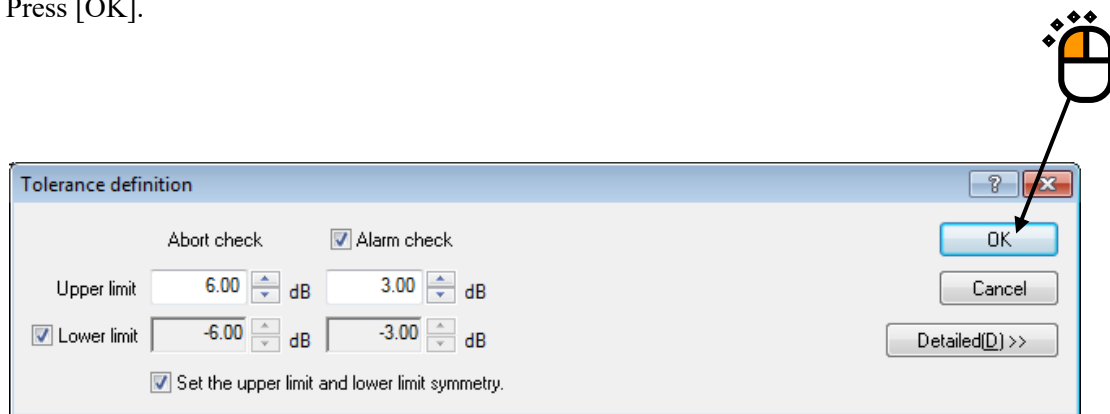 Press [OK].
Tolerance definition
?
Abort check Alarm check OK
Upper limit 6.00 dB 3.00 dB Cancel
Lower limit -6.00 dB -3.00 dB Detailed(D) >>
Set the upper limit and lower limit symmetry.